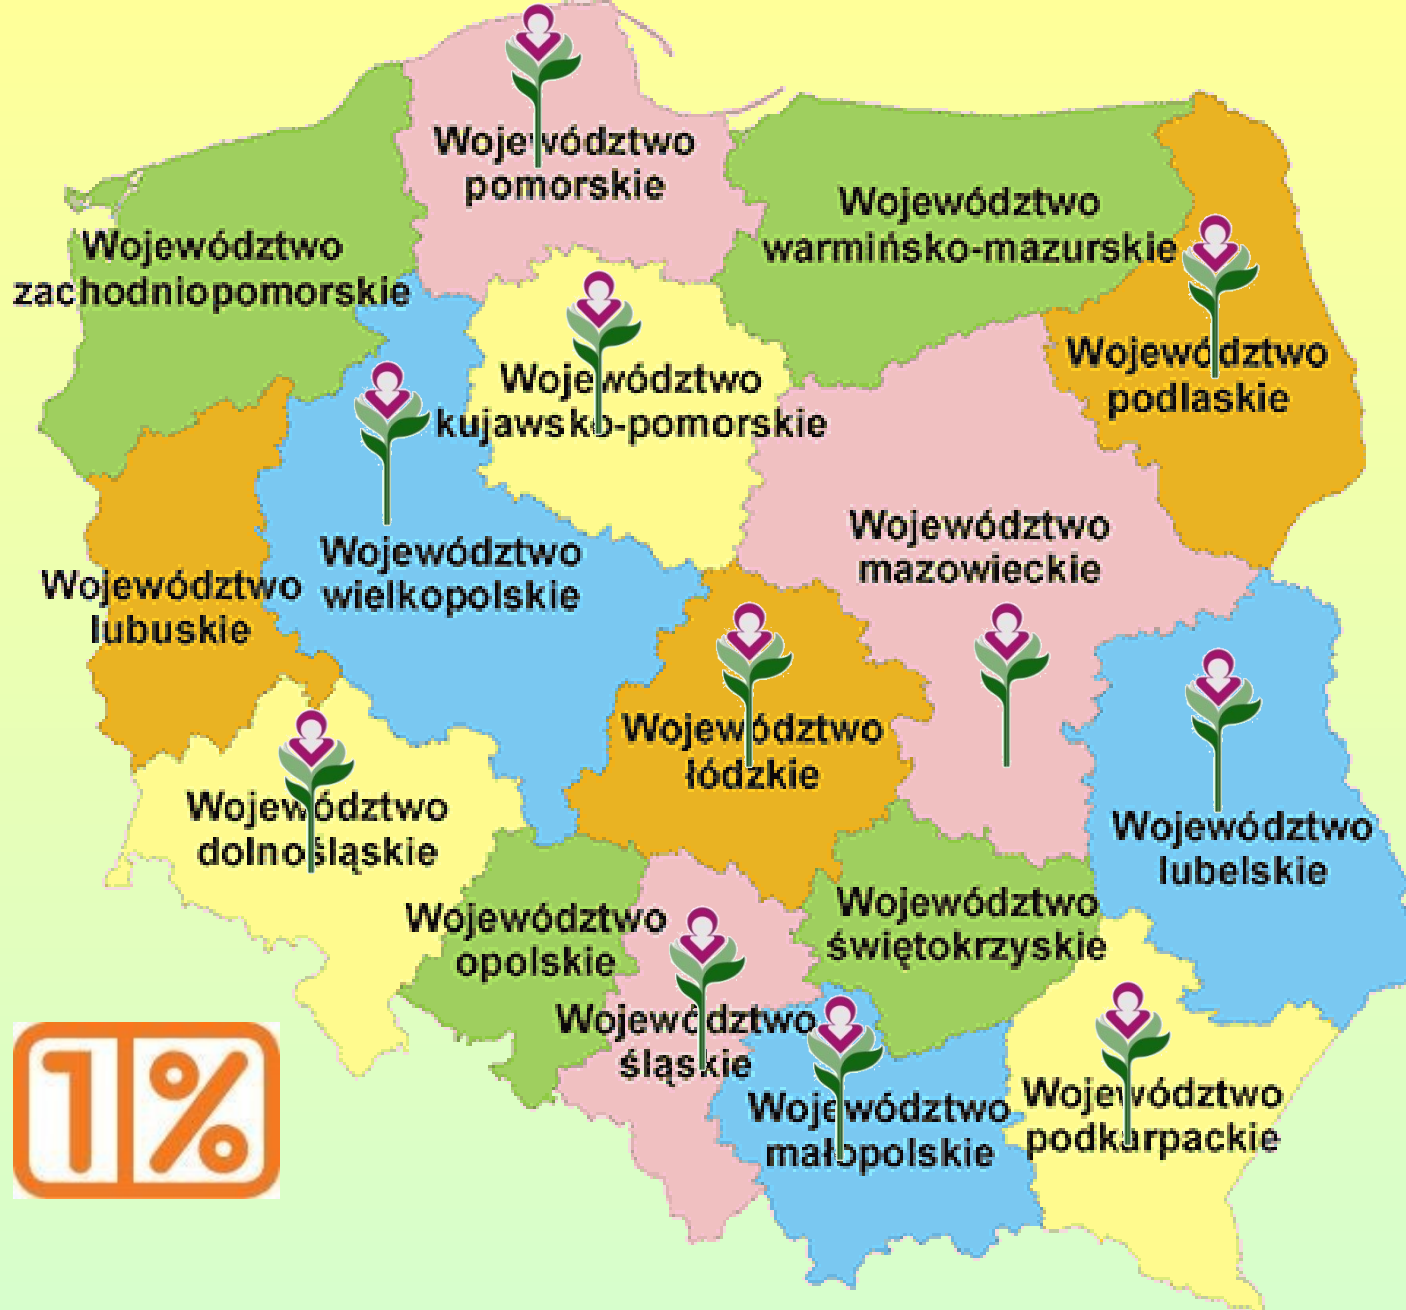 Województwo
pomorskie
Województwo
warmińsko-mazurskie
Województwo
zachodniopomorskie
Województwo
podlaskie
Województwo
kujawsko-pomorskie
Województwo
mazowieckie
Województwo
wielkopolskie
Województwo
lubuskie
Województwo
łódzkie
Województwo
dolnośląskie
Województwo
lubelskie
Województwo
świętokrzyskie
Województwo
opolskie
Województwo
śląskie
Województwo
małopolskie
Województwo
podkarpackie
1%